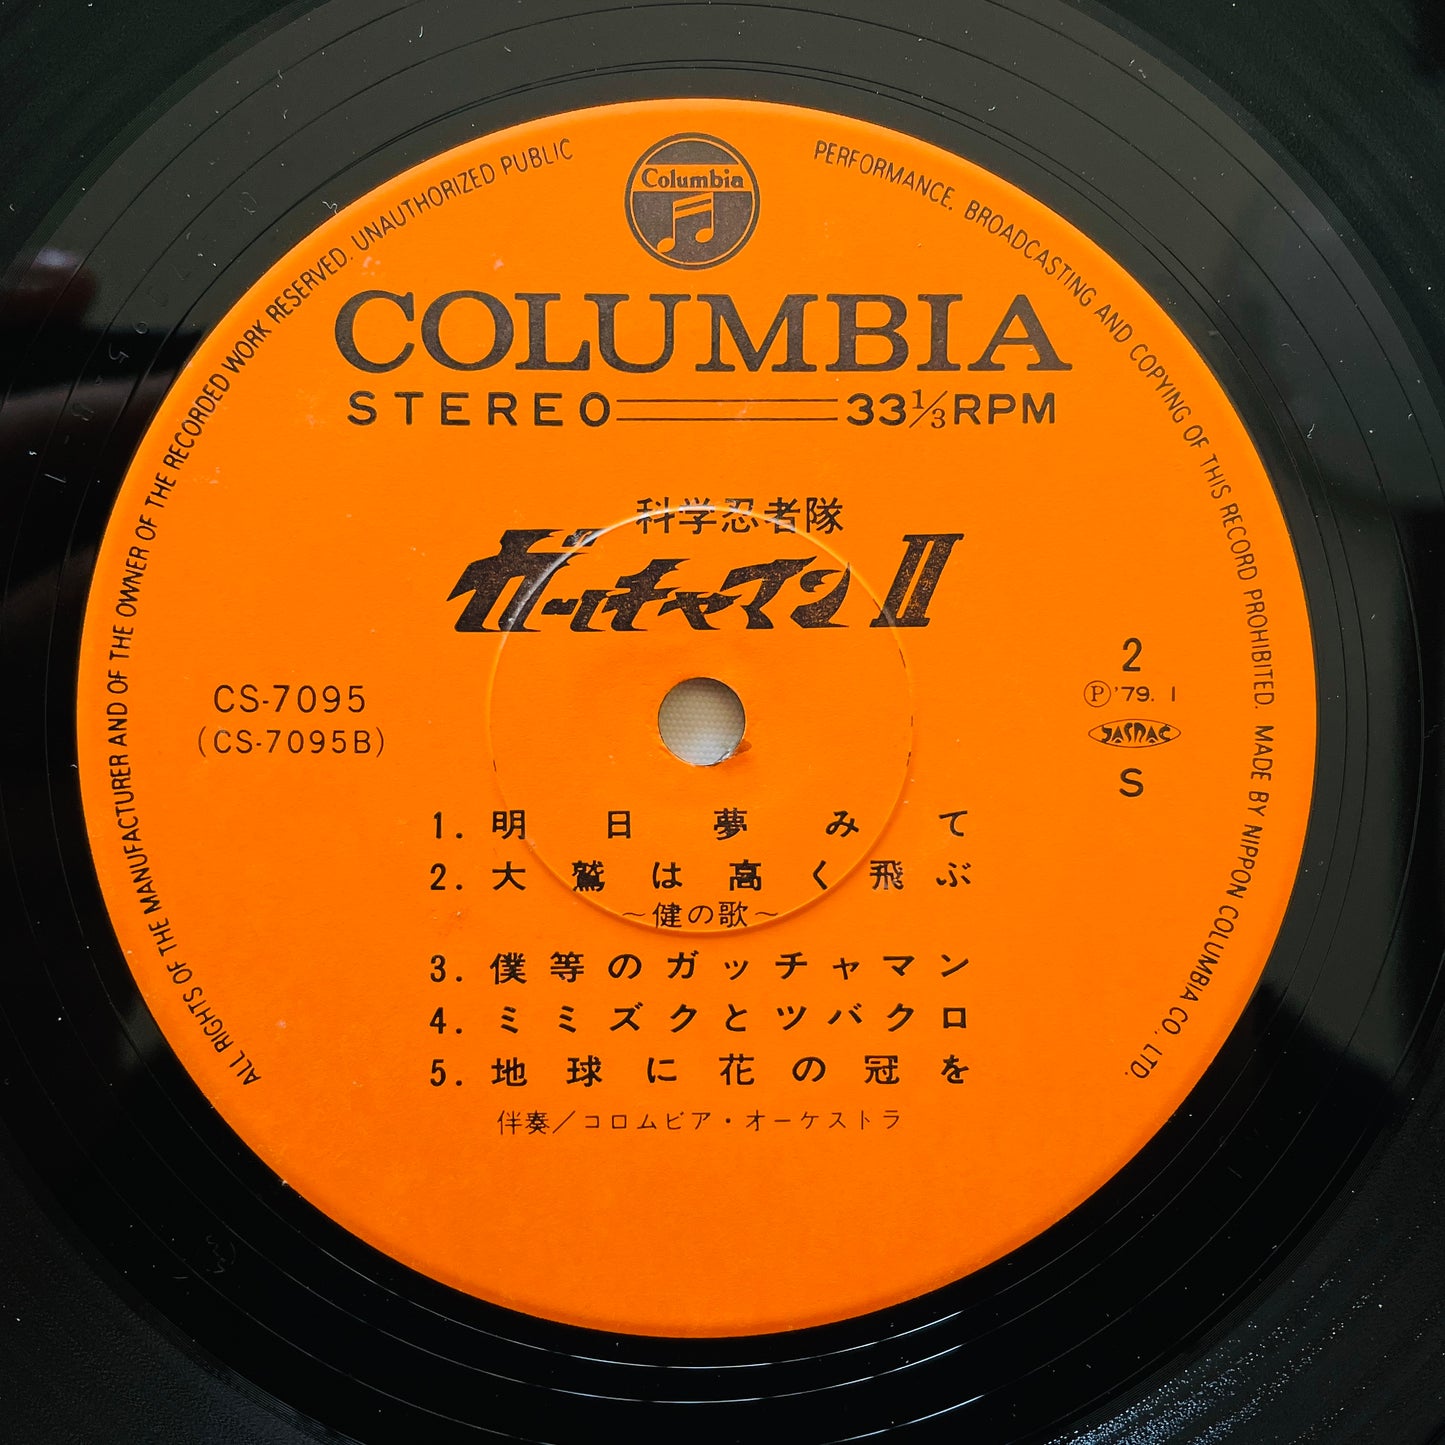 ALL RIGHTS OF THE MANUFACTURER AND OF THE OWNER OF THE RECORDED WORK RESERVED. UNAUTHORIZED PUBLIC PERFORMANCE. BROADCASTING AND COPYING OF THIS RECORD PROHIBITED. MADE BY NIPPON COLUMBIA CO., LTD.
Columbia
COLUMBIA
STEREO 33⅓RPM
科学忍者隊
ガッチャマンⅡ
2
Ⓟ'79.1
JASRAC
S
CS-7095
(CS-7095B)
1. 明日夢みて
2. 大鷲は高く飛ぶ
～健の歌～
3. 僕等のガッチャマン
4. ミミズクとツバクロ
5. 地球に花の冠を
伴奏／コロムビア・オーケストラ